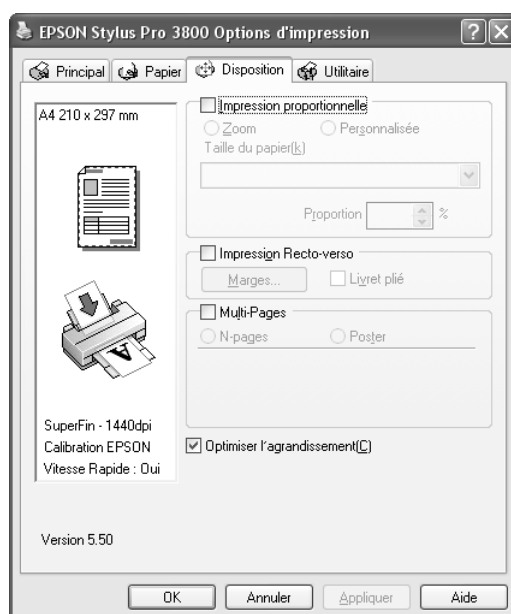 EPSON Stylus Pro 3800 Options d'impression
Principal Papier Disposition Utilitaire
A4 210 x 297 mm
SuperFin - 1440dpi
Calibration EPSON
Vitesse Rapide : Oui
Version 5.50
Impression proportionnelle
Zoom Personnalisée
Taille du papier(k)
Proportion %
Impression Recto-verso
Marges... Livret plié
Multi-Pages
N-pages Poster
Optimiser l'agrandissement(C)
OK Annuler Appliquer Aide